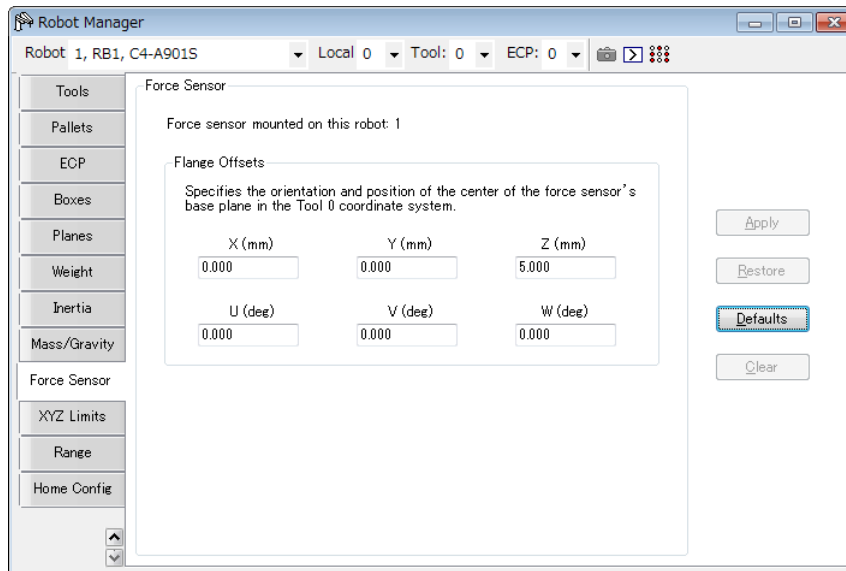 Robot Manager
Robot 1, RB1, C4-A901S Local 0 Tool: 0 ECP: 0
Tools
Pallets
ECP
Boxes
Planes
Weight
Inertia
Mass/Gravity
Force Sensor
XYZ Limits
Range
Home Config
Force Sensor
Force sensor mounted on this robot: 1
Flange Offsets
Specifies the orientation and position of the center of the force sensor's
base plane in the Tool 0 coordinate system.
X (mm) Y (mm) Z (mm)
0.000 0.000 5.000
U (deg) V (deg) W (deg)
0.000 0.000 0.000
Apply
Restore
Defaults
Clear